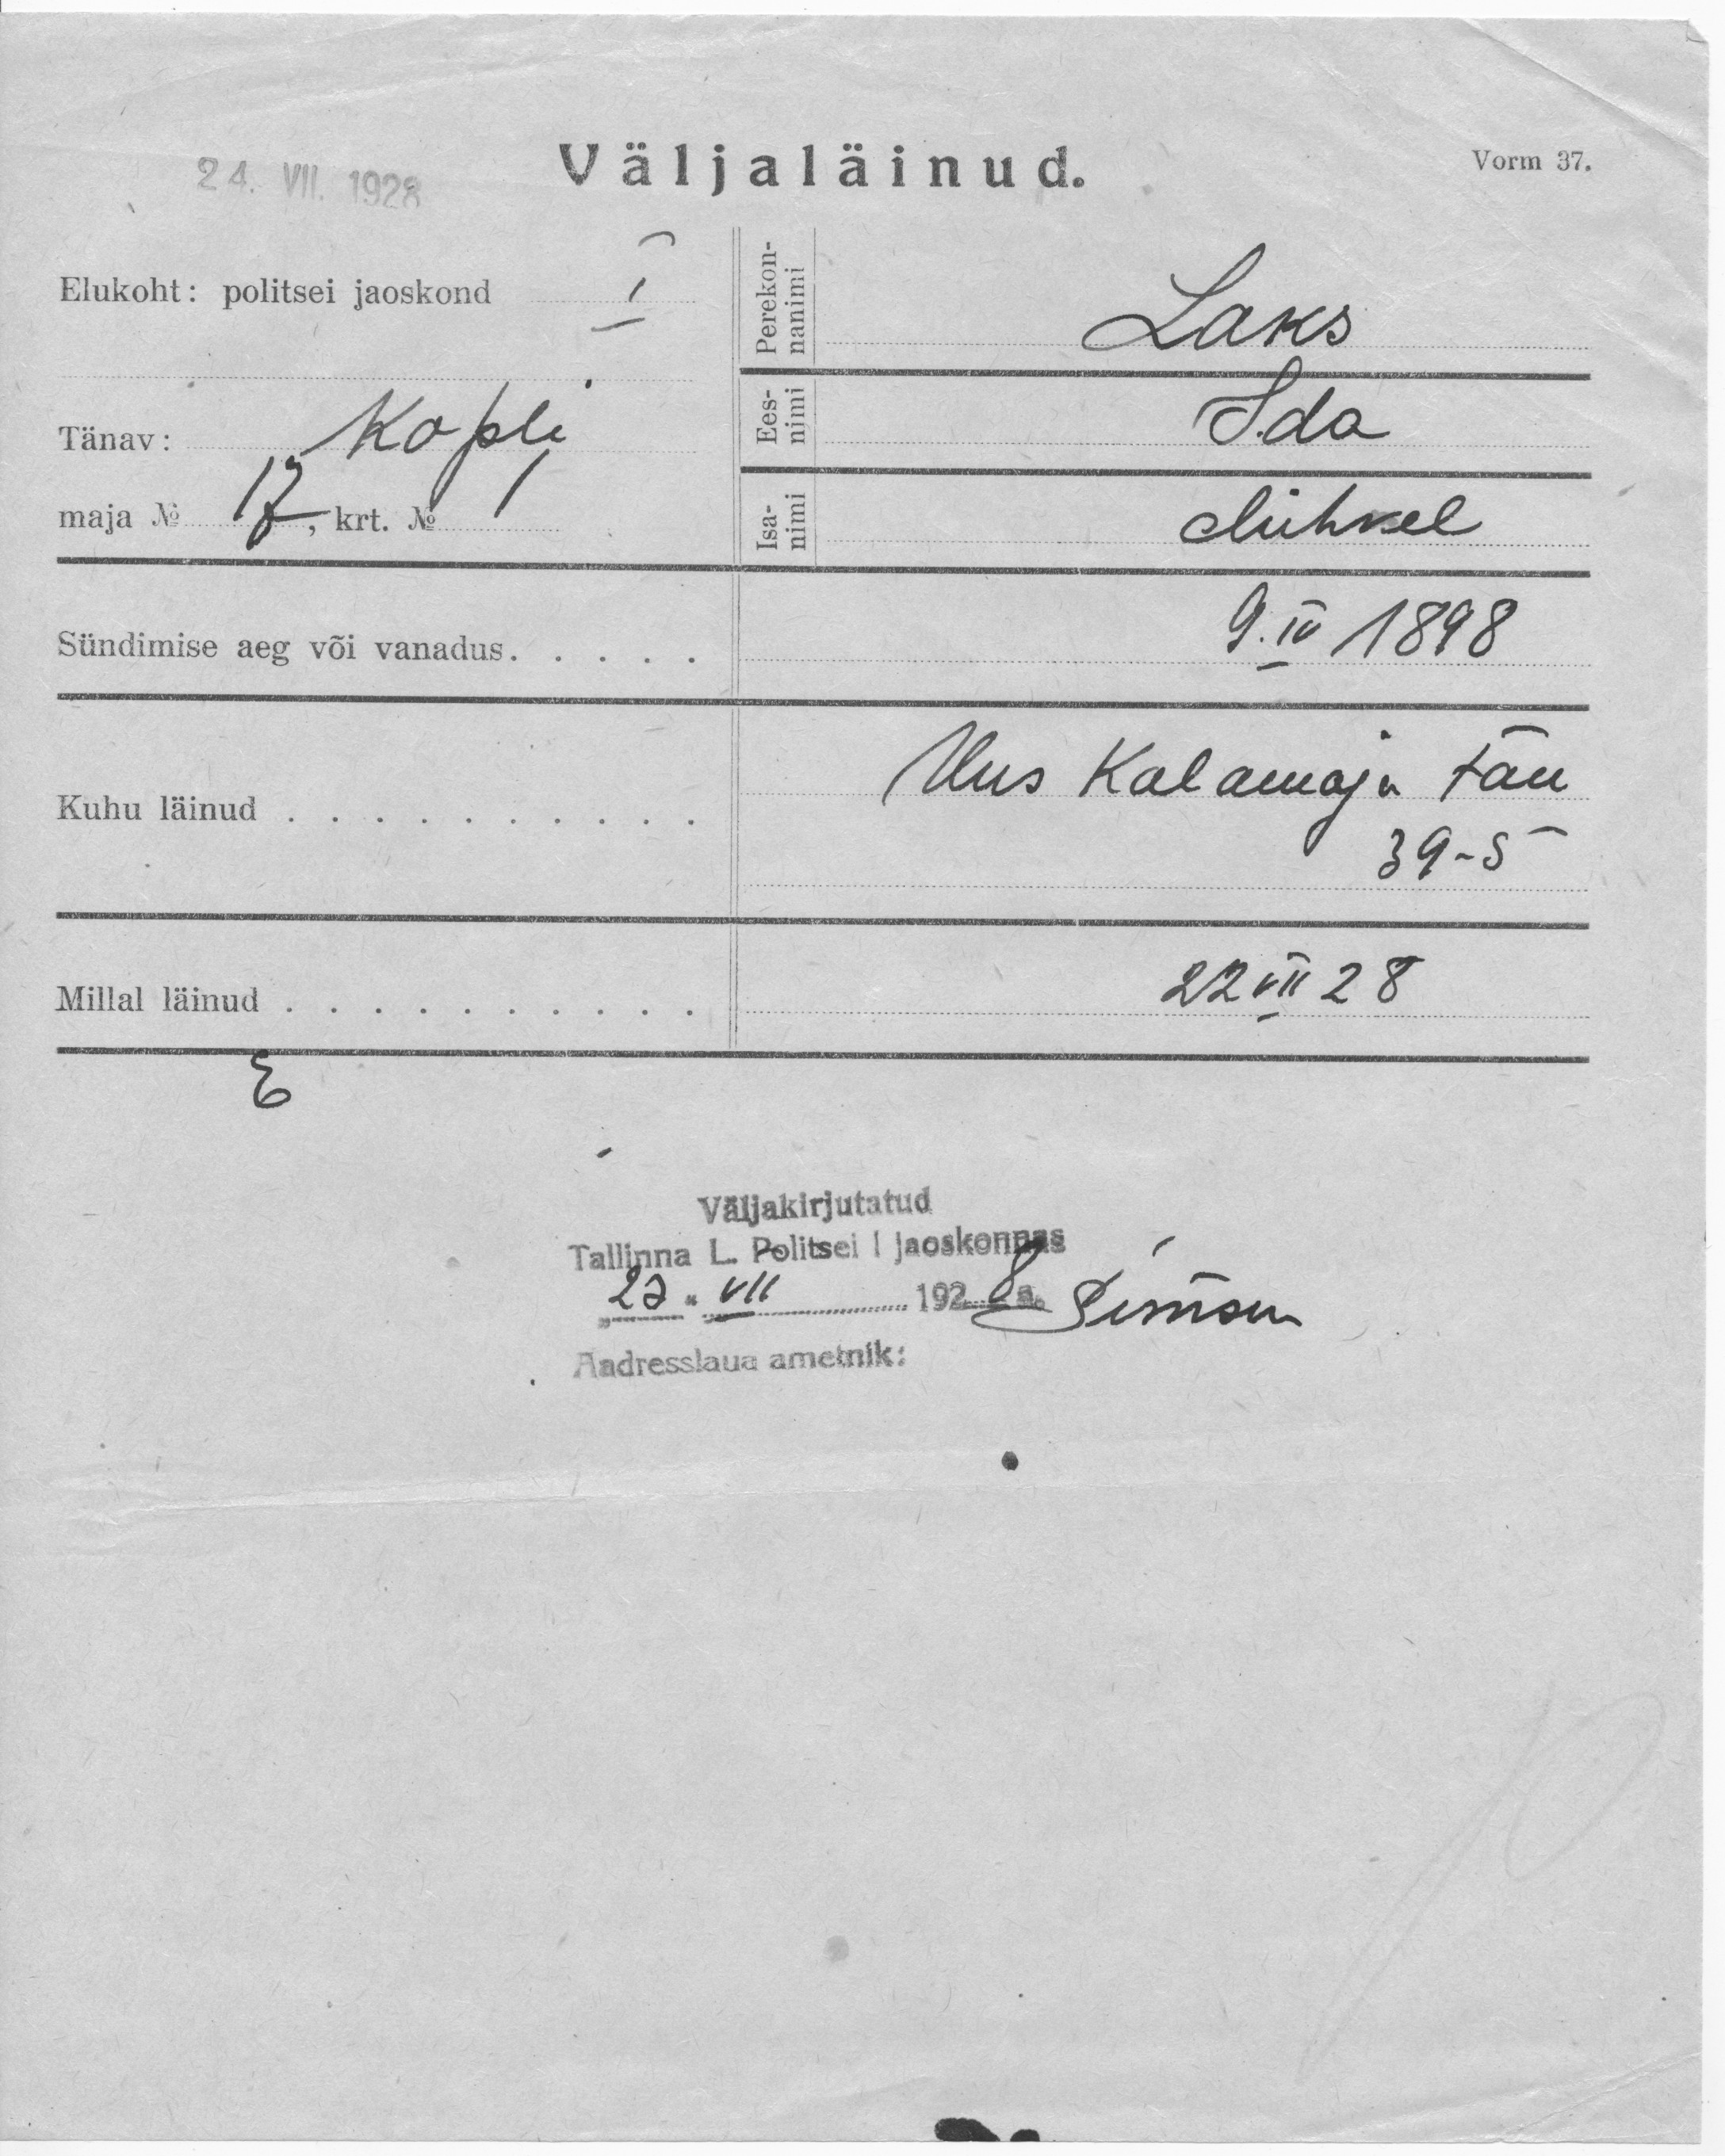 24. VII. 1928
Väljaläinud.
Vorm 37.
Elukoht: politsei jaoskond I
Tänav: Kopli
maja № 17, krt. № 1
Perekon-
nanimi Laks
Ees-
nimi Ida
Isa-
nimi Mihkel
Sündimise aeg või vanadus. . . . . . 9. IV 1898
Kuhu läinud . . . . . . . . . . Uus Kalamaja tän
39-5
Millal läinud . . . . . . . . . . 22 VII 28
E
Väljakirjutatud
Tallinna L. Politsei I jaoskonnas
"23" VII 1928 a.
Aadresslaua ametnik: